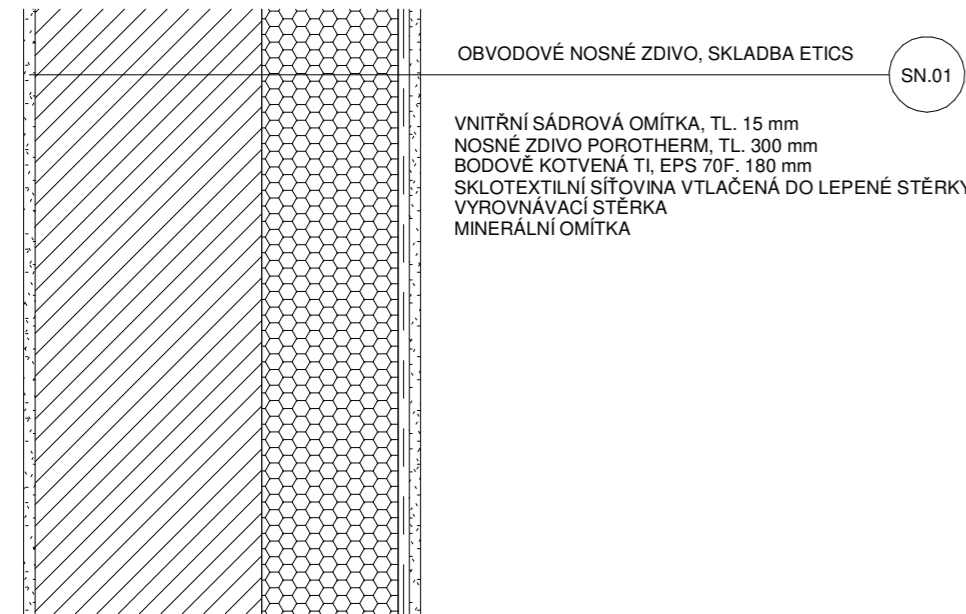 OBVODOVÉ NOSNÉ ZDIVO, SKLADBA ETICS
SN.01
VNITŘNÍ SÁDROVÁ OMÍTKA, TL. 15 mm
NOSNÉ ZDIVO POROTHERM, TL. 300 mm
BODOVĚ KOTVENÁ TI, EPS 70F. 180 mm
SKLOTEXTILNÍ SÍŤOVINA VTLAČENÁ DO LEPENÉ STĚRKY
VYROVNÁVACÍ STĚRKA
MINERÁLNÍ OMÍTKA